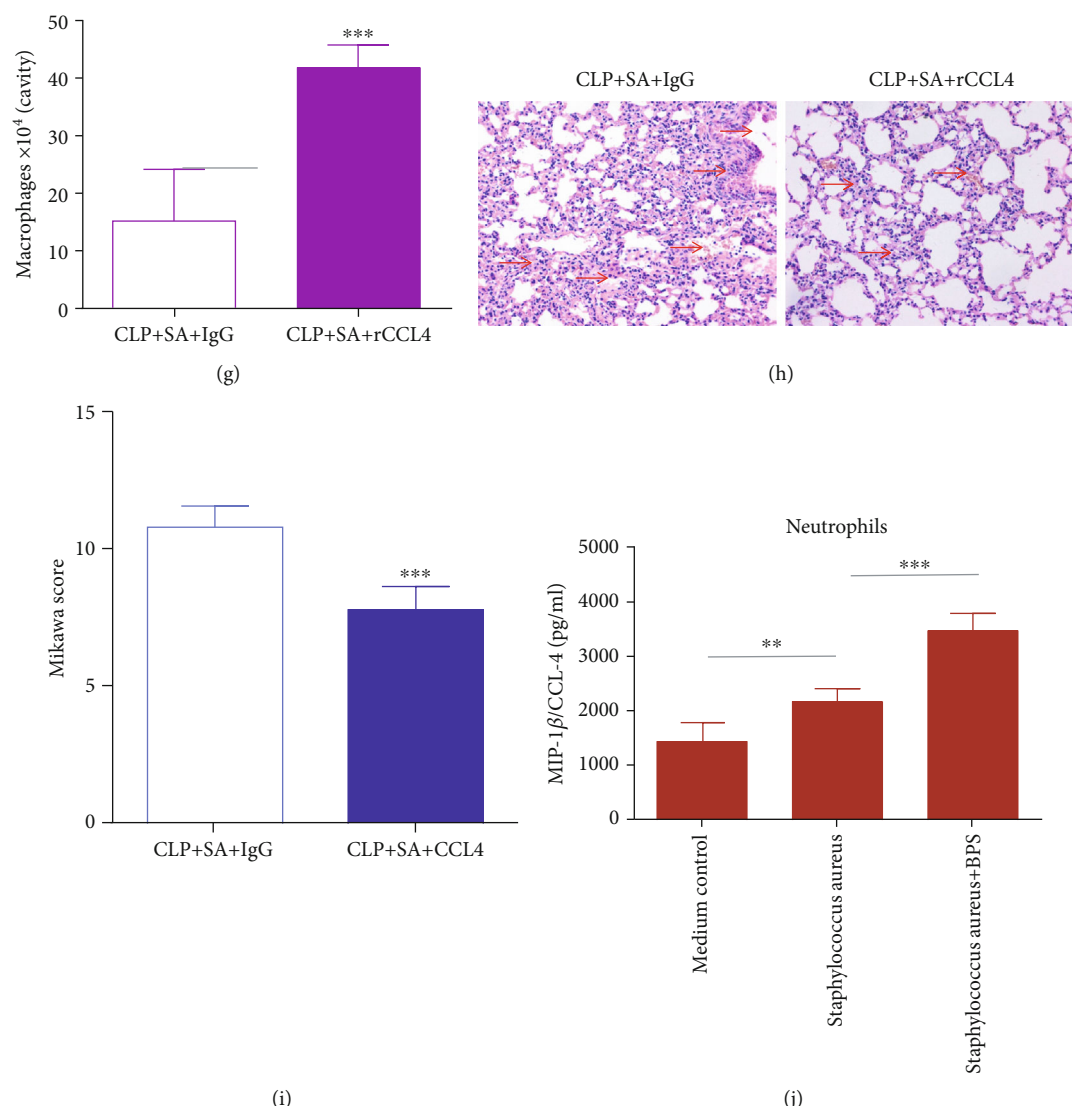 50
40
30
20
10
0
Macrophages ×10⁴ (cavity)
***
CLP+SA+IgG
CLP+SA+rCCL4
(g)
CLP+SA+IgG
CLP+SA+rCCL4
(h)
15
10
5
0
Mikawa score
***
CLP+SA+IgG
CLP+SA+CCL4
(i)
Neutrophils
5000
4000
3000
2000
1000
0
MIP-1β/CCL-4 (pg/ml)
**
***
Medium control
Staphylococcus aureus
Staphylococcus aureus+BPS
(j)